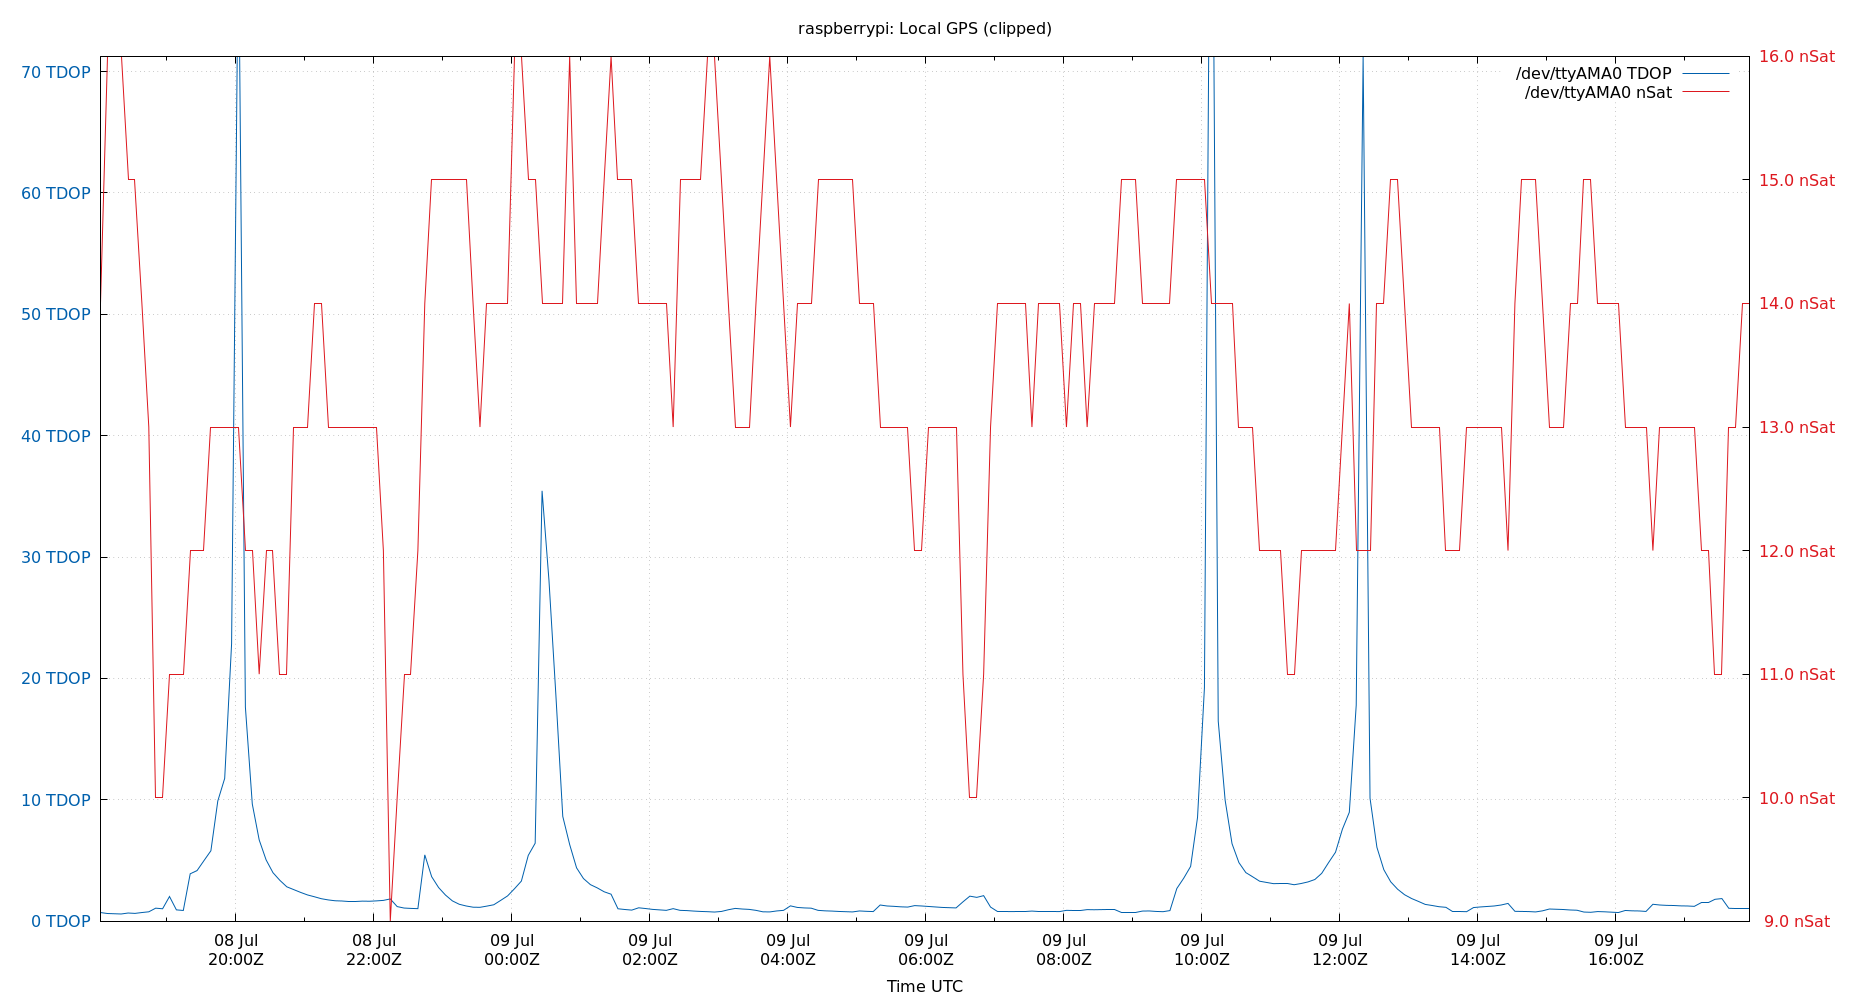 raspberrypi: Local GPS (clipped)
/dev/ttyAMA0 TDOP
/dev/ttyAMA0 nSat
70 TDOP
60 TDOP
50 TDOP
40 TDOP
30 TDOP
20 TDOP
10 TDOP
0 TDOP
16.0 nSat
15.0 nSat
14.0 nSat
13.0 nSat
12.0 nSat
11.0 nSat
10.0 nSat
9.0 nSat
08 Jul
20:00Z
08 Jul
22:00Z
09 Jul
00:00Z
09 Jul
02:00Z
09 Jul
04:00Z
09 Jul
06:00Z
09 Jul
08:00Z
09 Jul
10:00Z
09 Jul
12:00Z
09 Jul
14:00Z
09 Jul
16:00Z
Time UTC